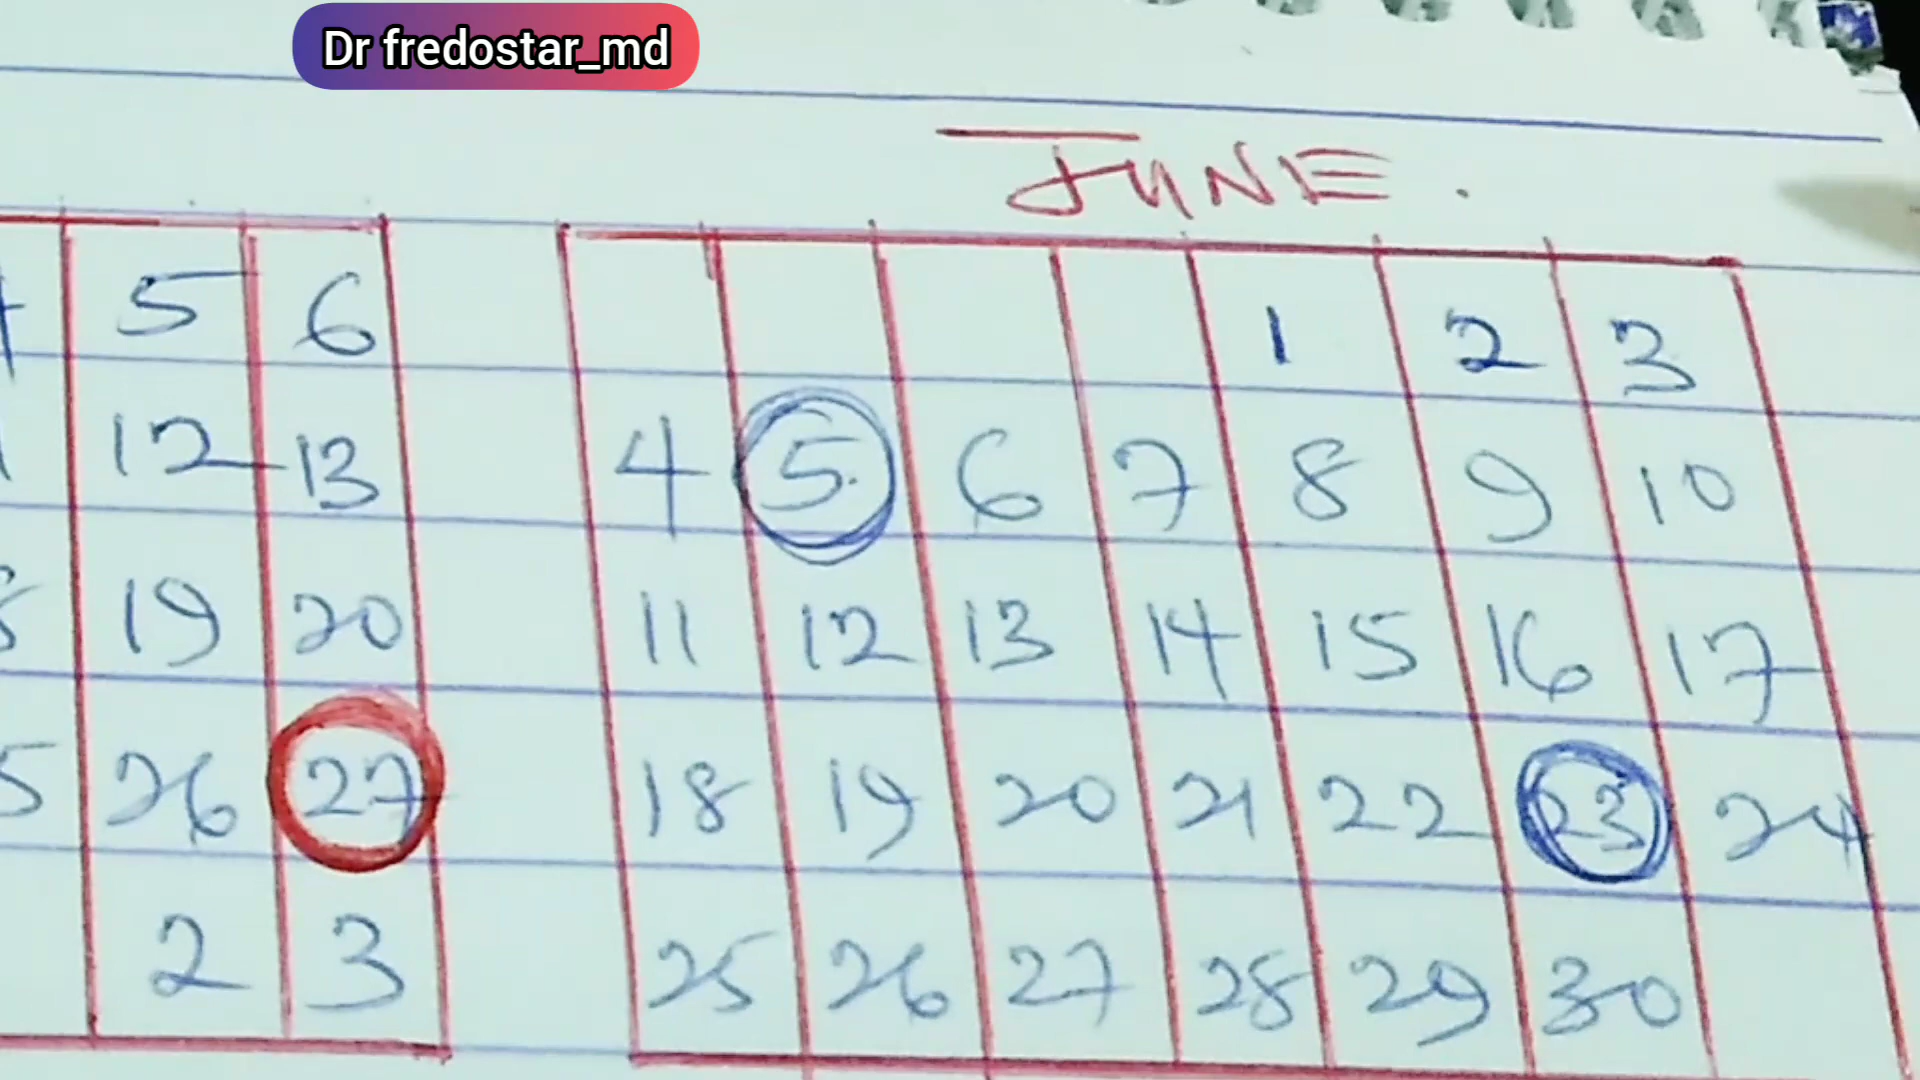 Dr fredostar_md
JUNE.
5 6
12 13
19 20
26 27
2 3
1 2 3
4 5 6 7 8 9 10
11 12 13 14 15 16 17
18 19 20 21 22 23 24
25 26 27 28 29 30